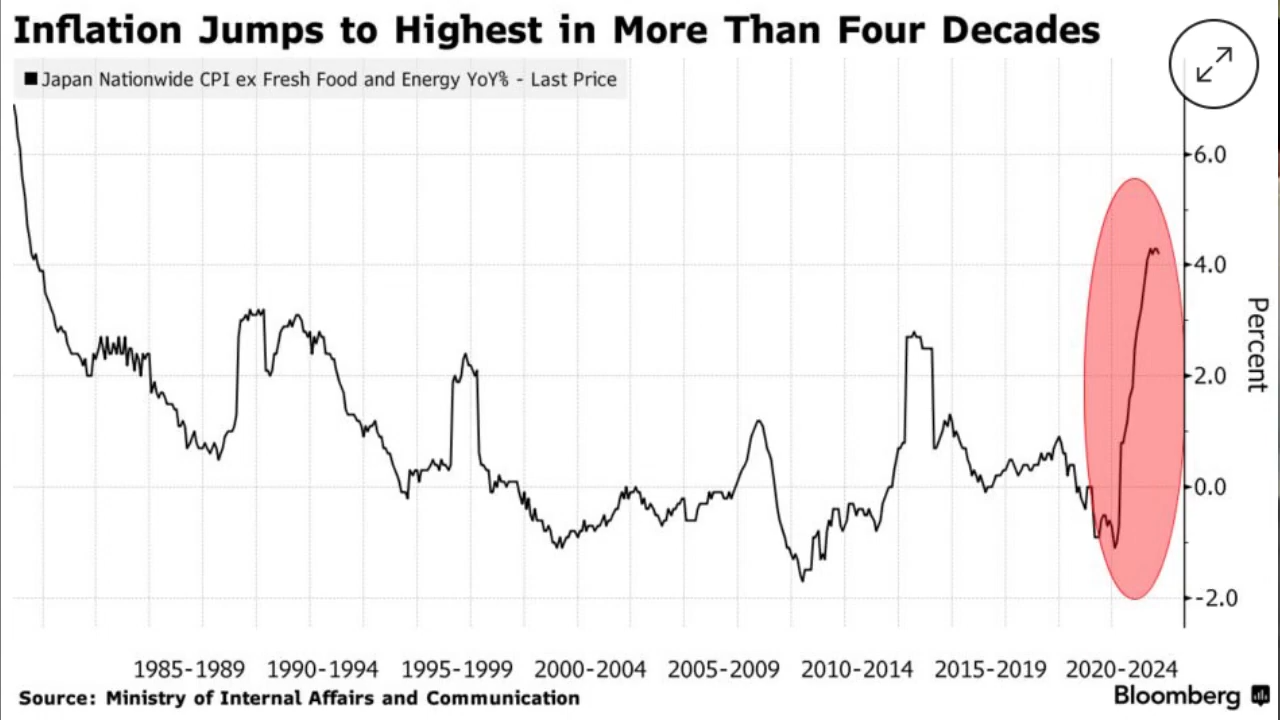 Inflation Jumps to Highest in More Than Four Decades
Japan Nationwide CPI ex Fresh Food and Energy YoY% - Last Price
6.0
4.0
2.0
0.0
-2.0
Percent
1985-1989 1990-1994 1995-1999 2000-2004 2005-2009 2010-2014 2015-2019 2020-2024
Source: Ministry of Internal Affairs and Communication
Bloomberg